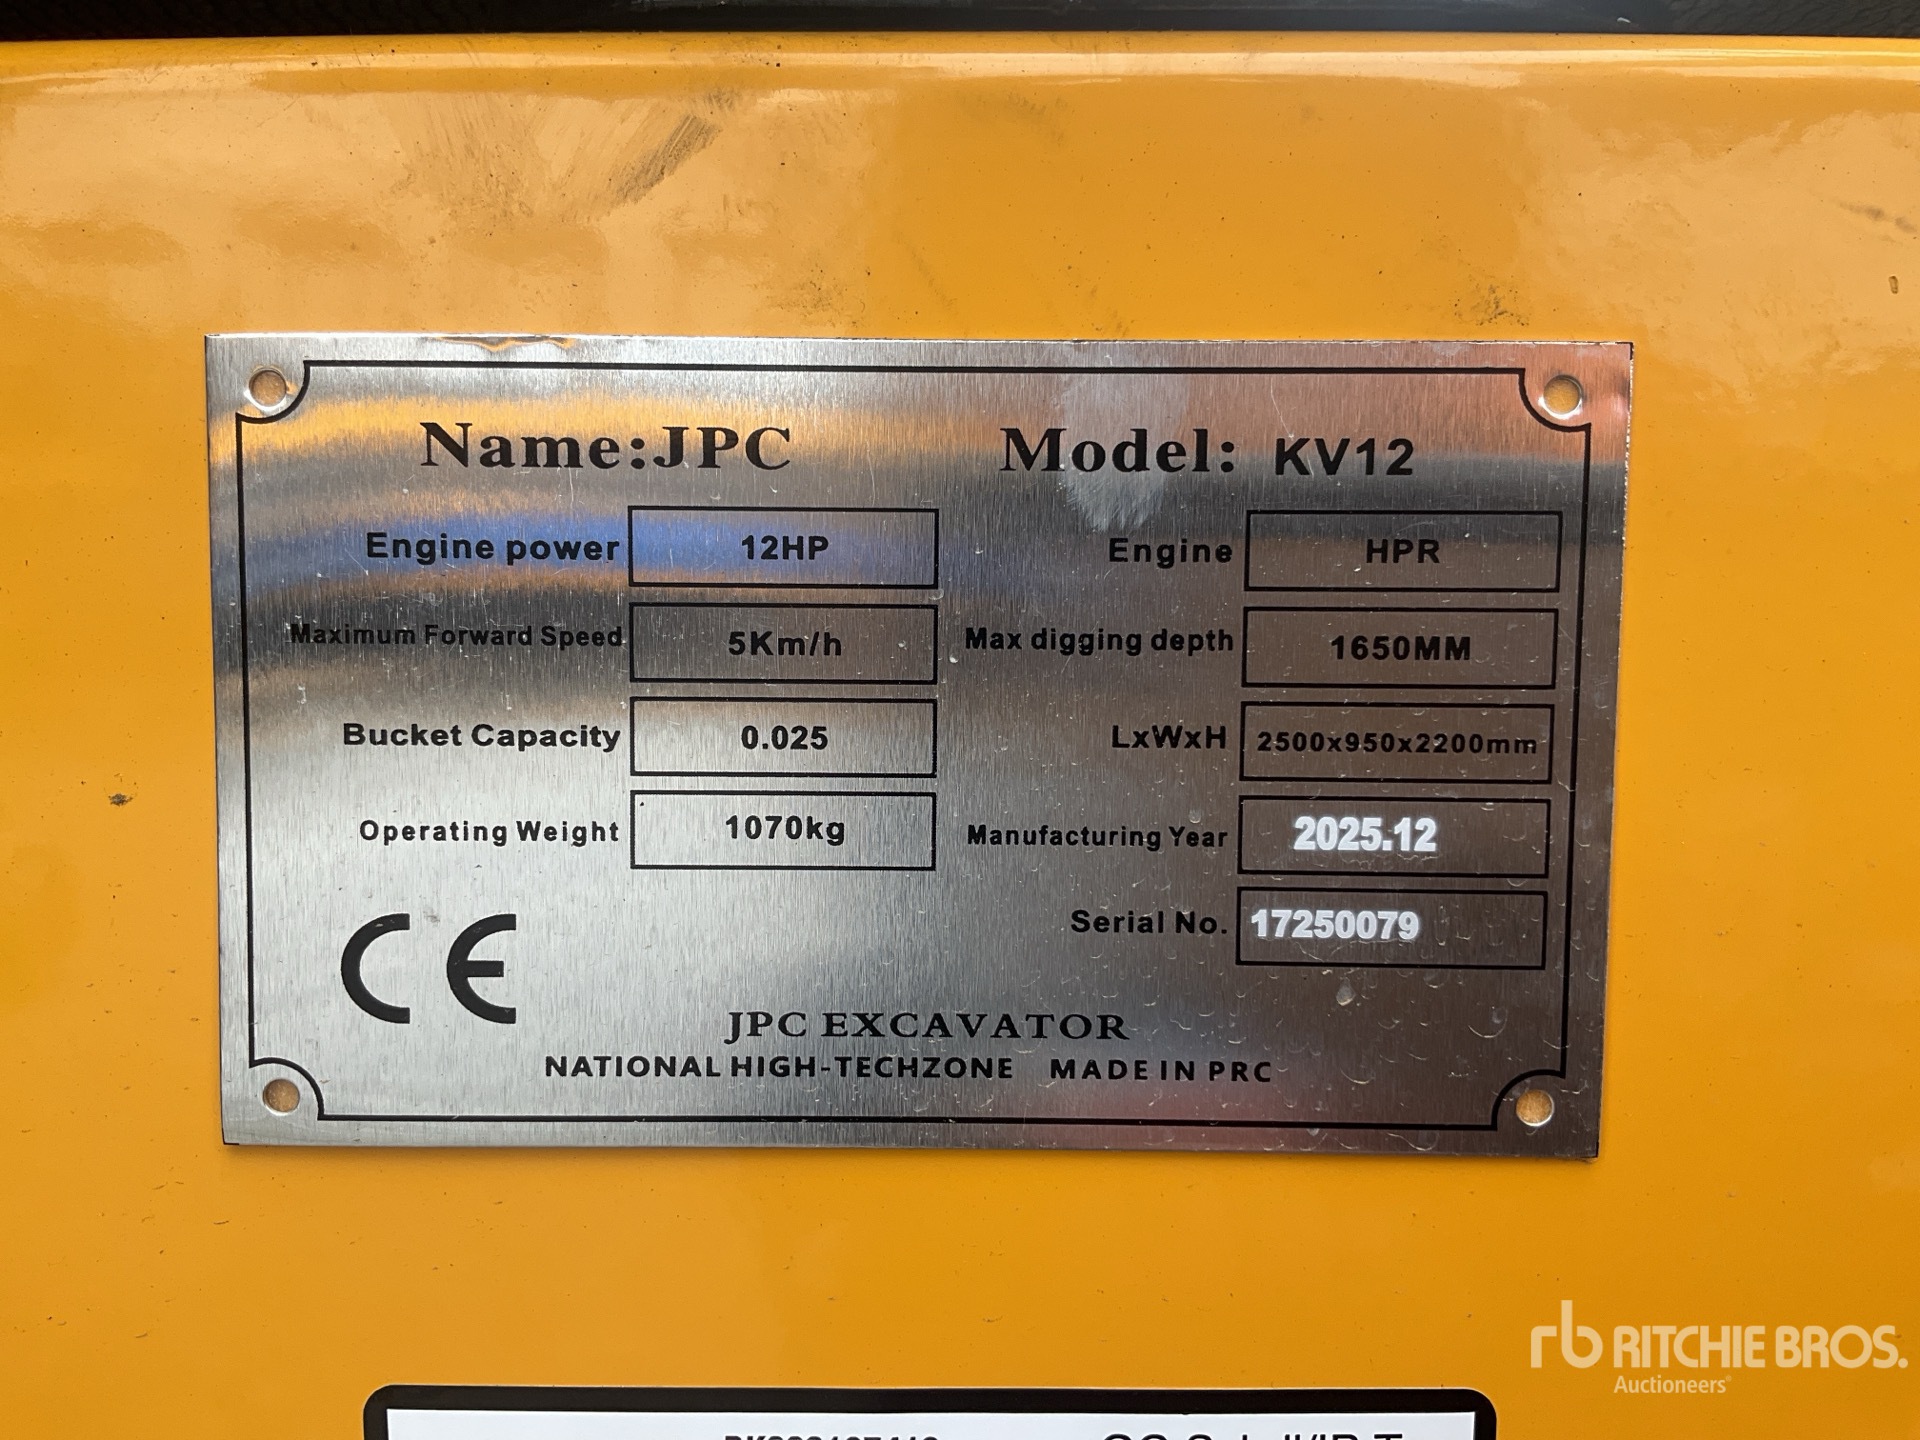 Name:JPC Model: KV12
Engine power 12HP Engine HPR
Maximum Forward Speed 5Km/h Max digging depth 1650MM
Bucket Capacity 0.025 LxWxH 2500x950x2200mm
Operating Weight 1070kg Manufacturing Year 2025.12
Serial No. 17250079
CE
JPC EXCAVATOR
NATIONAL HIGH-TECHZONE MADE IN PRC
rb RITCHIE BROS.
Auctioneers